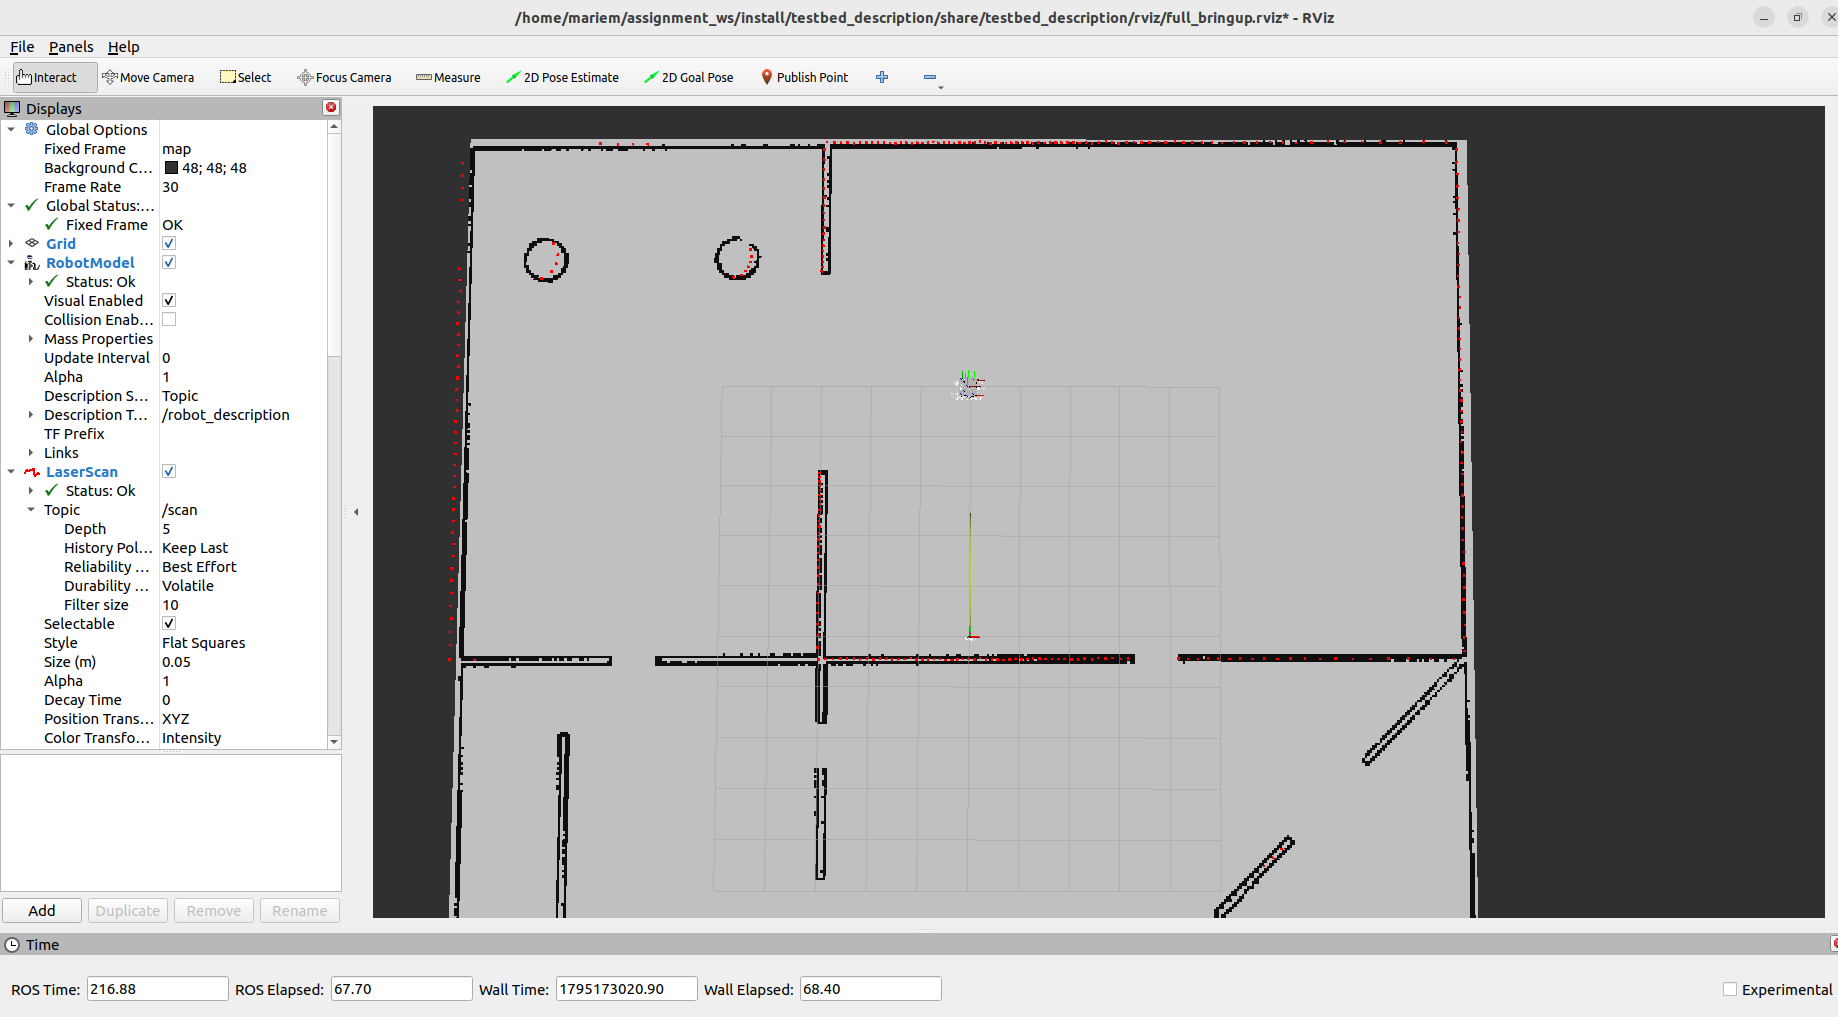 /home/mariem/assignment_ws/install/testbed_description/share/testbed_description/rviz/full_bringup.rviz* - RViz
File Panels Help
Interact Move Camera Select Focus Camera Measure 2D Pose Estimate 2D Goal Pose Publish Point
Displays
Global Options
Fixed Frame map
Background C... 48; 48; 48
Frame Rate 30
Global Status:...
Fixed Frame OK
Grid
RobotModel
Status: Ok
Visual Enabled
Collision Enab...
Mass Properties
Update Interval 0
Alpha 1
Description S... Topic
Description T... /robot_description
TF Prefix
Links
LaserScan
Status: Ok
Topic /scan
Depth 5
History Pol... Keep Last
Reliability ... Best Effort
Durability ... Volatile
Filter size 10
Selectable
Style Flat Squares
Size (m) 0.05
Alpha 1
Decay Time 0
Position Trans... XYZ
Color Transfo... Intensity
Add Duplicate Remove Rename
Time
ROS Time: 216.88 ROS Elapsed: 67.70 Wall Time: 1795173020.90 Wall Elapsed: 68.40 Experimental